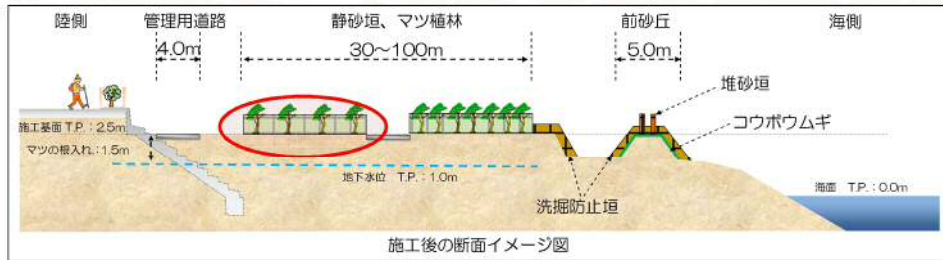 陸側 管理用道路 静砂垣、マツ植林 前砂丘 海側
4.0m 30～100m 5.0m
堆砂垣
施工基面 T.P.：2.5m
コウボウムギ
マツの根入れ：1.5m
地下水位 T.P.：1.0m
海面 T.P.：0.0m
洗掘防止垣
施工後の断面イメージ図